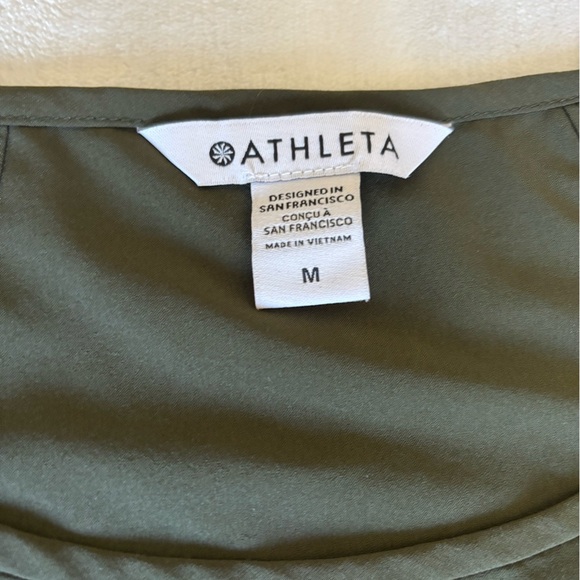 ATHLETA
DESIGNED IN
SAN FRANCISCO
CONÇU À
SAN FRANCISCO
MADE IN VIETNAM
M